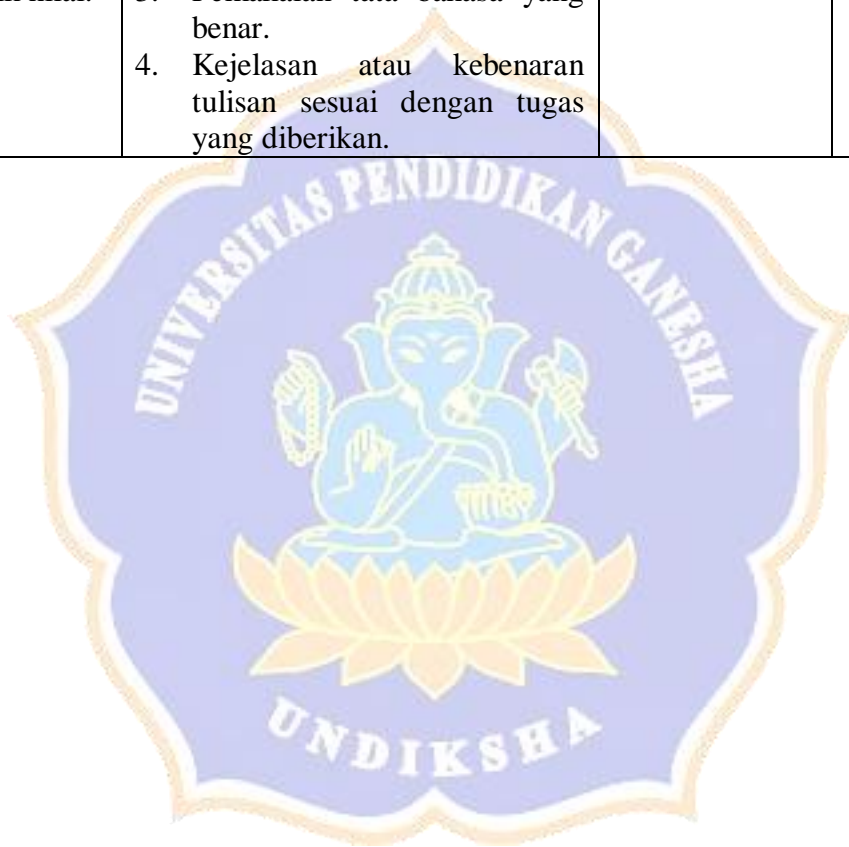 benar.
4. Kejelasan atau kebenaran
tulisan sesuai dengan tugas
yang diberikan.
UNIVERSITAS PENDIDIKAN GANESHA
UNDIKSHA